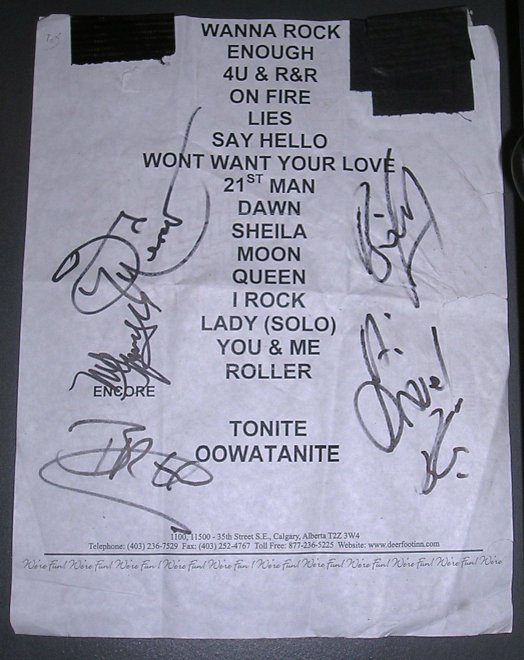 WANNA ROCK
ENOUGH
4U & R&R
ON FIRE
LIES
SAY HELLO
WONT WANT YOUR LOVE
21ST MAN
DAWN
SHEILA
MOON
QUEEN
I ROCK
LADY (SOLO)
YOU & ME
ROLLER
ENCORE
TONITE
OOWATANITE
1100, 11500 - 35th Street S.E., Calgary, Alberta T2Z 3W4
Telephone: (403) 236-7529 Fax: (403) 252-4767 Toll Free: 877-236-5225 Website: www.deerfootinn.com
We're Fun! We're Fun! We're Fun! We're Fun! We're Fun! We're Fun! We're Fun! We're Fun! We're Fun! We're Fun! We're